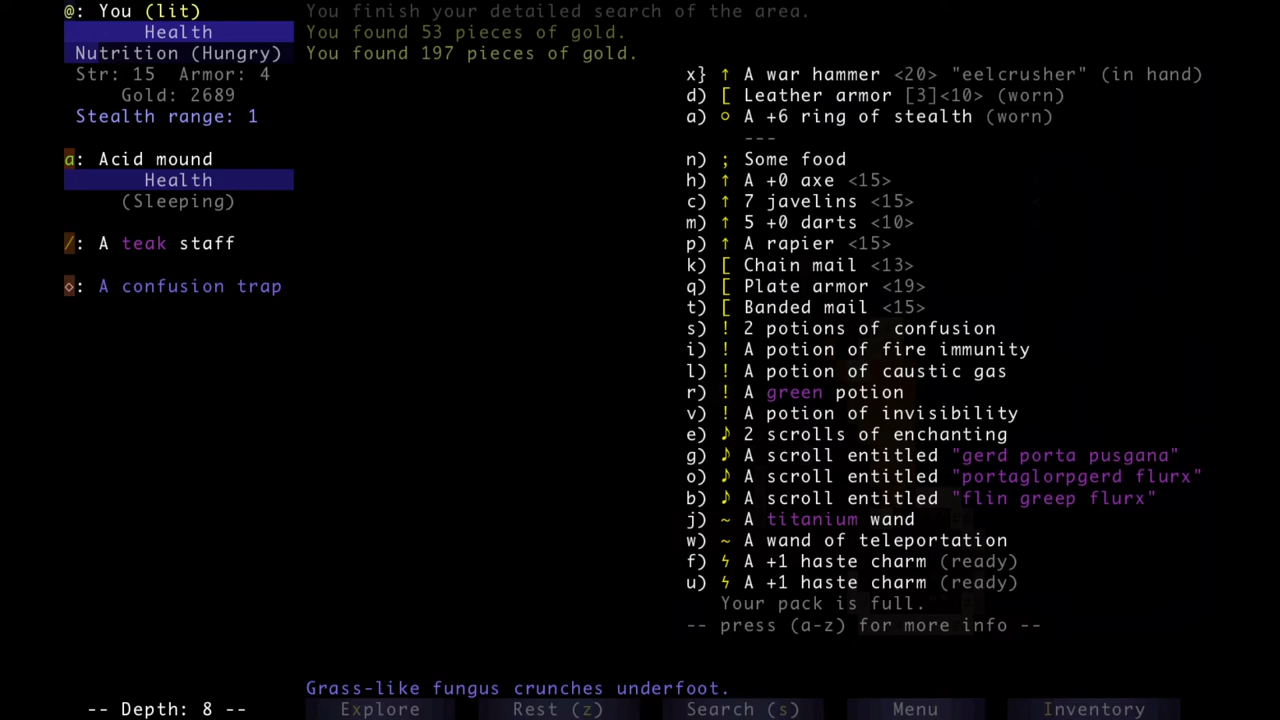 @: You (lit)
You finish your detailed search of the area.
Health
You found 53 pieces of gold.
Nutrition (Hungry)
You found 197 pieces of gold.
Str: 15 Armor: 4
Gold: 2689
Stealth range: 1
a: Acid mound
Health
(Sleeping)
/: A teak staff
◇: A confusion trap
x} ↑ A war hammer <20> "eelcrusher" (in hand)
d) [ Leather armor [3]<10> (worn)
a) ○ A +6 ring of stealth (worn)
---
n) ; Some food
h) ↑ A +0 axe <15>
c) ↑ 7 javelins <15>
m) ↑ 5 +0 darts <10>
p) ↑ A rapier <15>
k) [ Chain mail <13>
q) [ Plate armor <19>
t) [ Banded mail <15>
s) ! 2 potions of confusion
i) ! A potion of fire immunity
l) ! A potion of caustic gas
r) ! A green potion
v) ! A potion of invisibility
e) ♪ 2 scrolls of enchanting
g) ♪ A scroll entitled "gerd porta pusgana"
o) ♪ A scroll entitled "portaglorpgerd flurx"
b) ♪ A scroll entitled "flin greep flurx"
j) ~ A titanium wand
w) ~ A wand of teleportation
f) ϟ A +1 haste charm (ready)
u) ϟ A +1 haste charm (ready)
Your pack is full.
-- press (a-z) for more info --
Grass-like fungus crunches underfoot.
-- Depth: 8 --
Explore
Rest (z)
Search (s)
Menu
Inventory